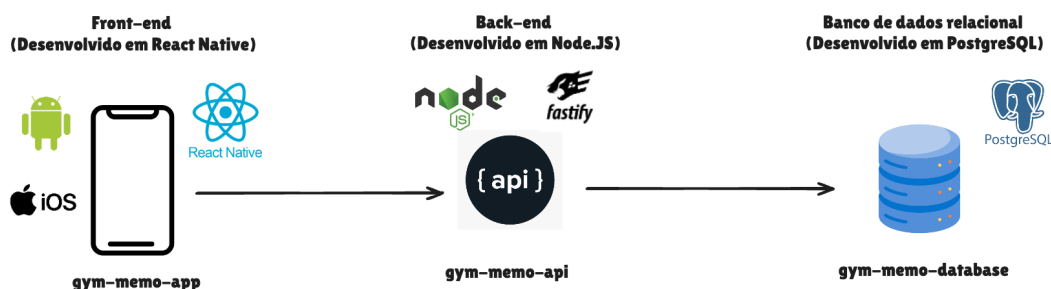 Front-end
(Desenvolvido em React Native)
Back-end
(Desenvolvido em Node.JS)
Banco de dados relacional
(Desenvolvido em PostgreSQL)
node
JS
fastify
React Native
PostgreSQL
iOS
{ api }
gym-memo-app
gym-memo-api
gym-memo-database